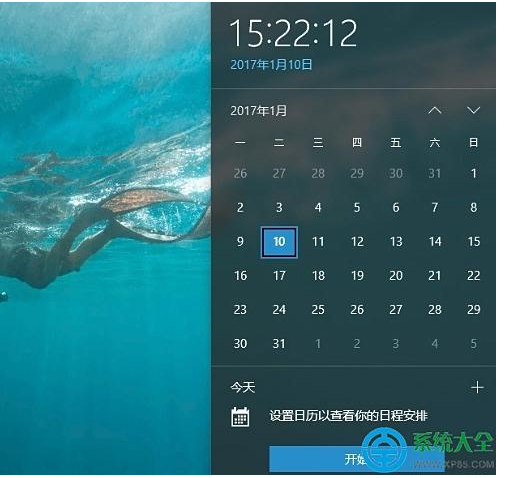 15:22:12
2017年1月10日
2017年1月
一 二 三 四 五 六 日
26 27 28 29 30 31 1
2 3 4 5 6 7 8
9 10 11 12 13 14 15
16 17 18 19 20 21 22
23 24 25 26 27 28 29
30 31 1 2 3 4 5
今天
设置日历以查看你的日程安排
开始
系统大全
WWW.XP85.COM